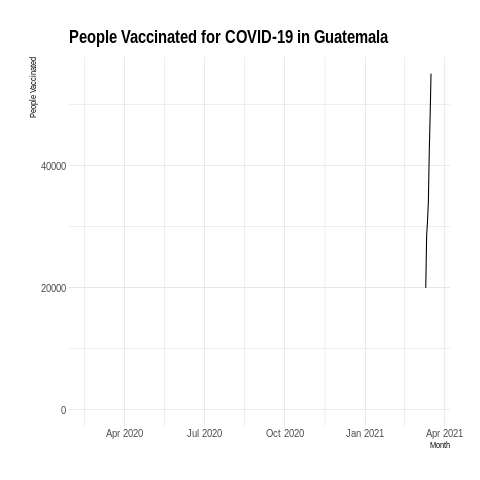 People Vaccinated for COVID-19 in Guatemala
People Vaccinated
40000
20000
0
Apr 2020 Jul 2020 Oct 2020 Jan 2021 Apr 2021
Month